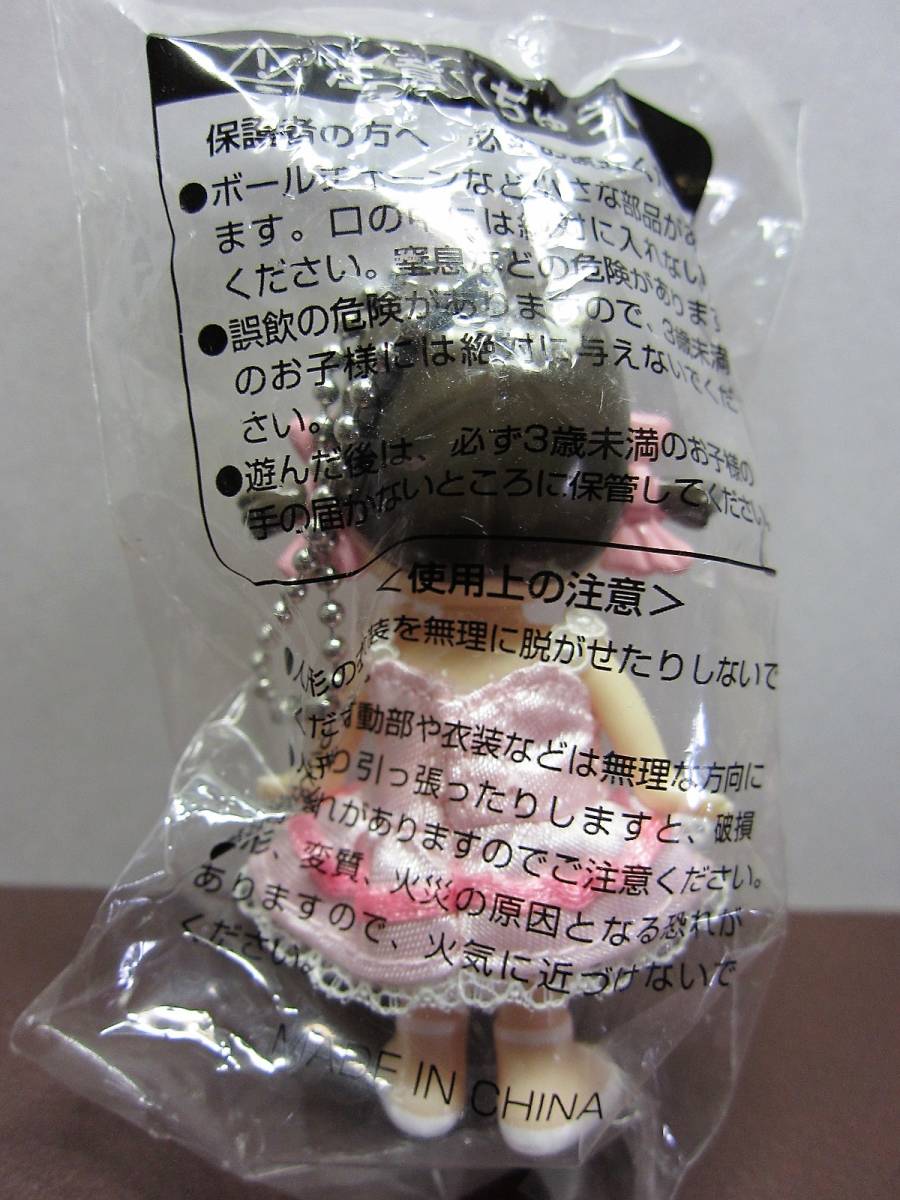 注意(ちゅうい)
保護者の方へ 必ず
●ボールチェーンなど小さな部品があ
ます。口の中には絶対に入れない
ください。窒息などの危険があります
●誤飲の危険がありますので、3歳未満
のお子様には絶対に与えないでくだ
さい。
●遊んだ後は、必ず3歳未満のお子様の
手の届かないところに保管してください
<使用上の注意>
人形の衣装を無理に脱がせたりしないで
くだ
動部や衣装などは無理な方向に
引っ張ったりしますと、破損
れがありますのでご注意ください。
変質、火災の原因となる恐れが
ありますので、火気に近づけないで
ください。
MADE IN CHINA